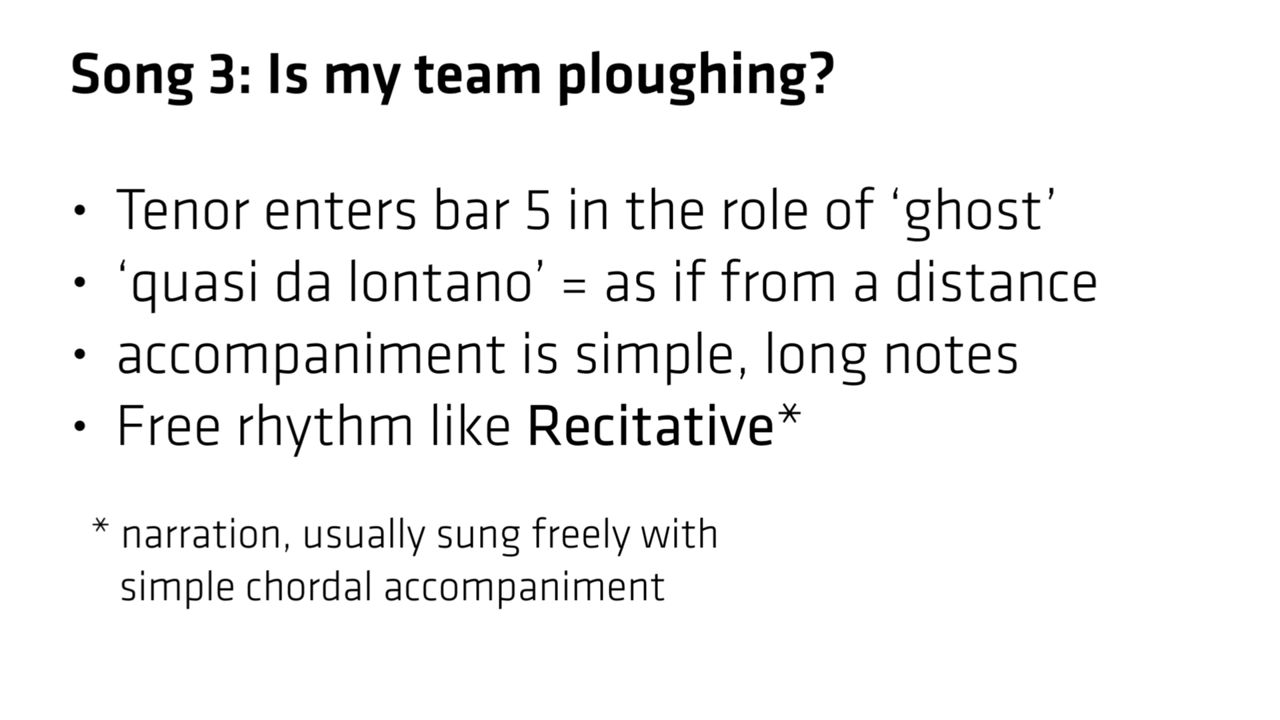 Song 3: Is my team ploughing?
• Tenor enters bar 5 in the role of ‘ghost’
• ‘quasi da lontano’ = as if from a distance
• accompaniment is simple, long notes
• Free rhythm like Recitative*
* narration, usually sung freely with
simple chordal accompaniment